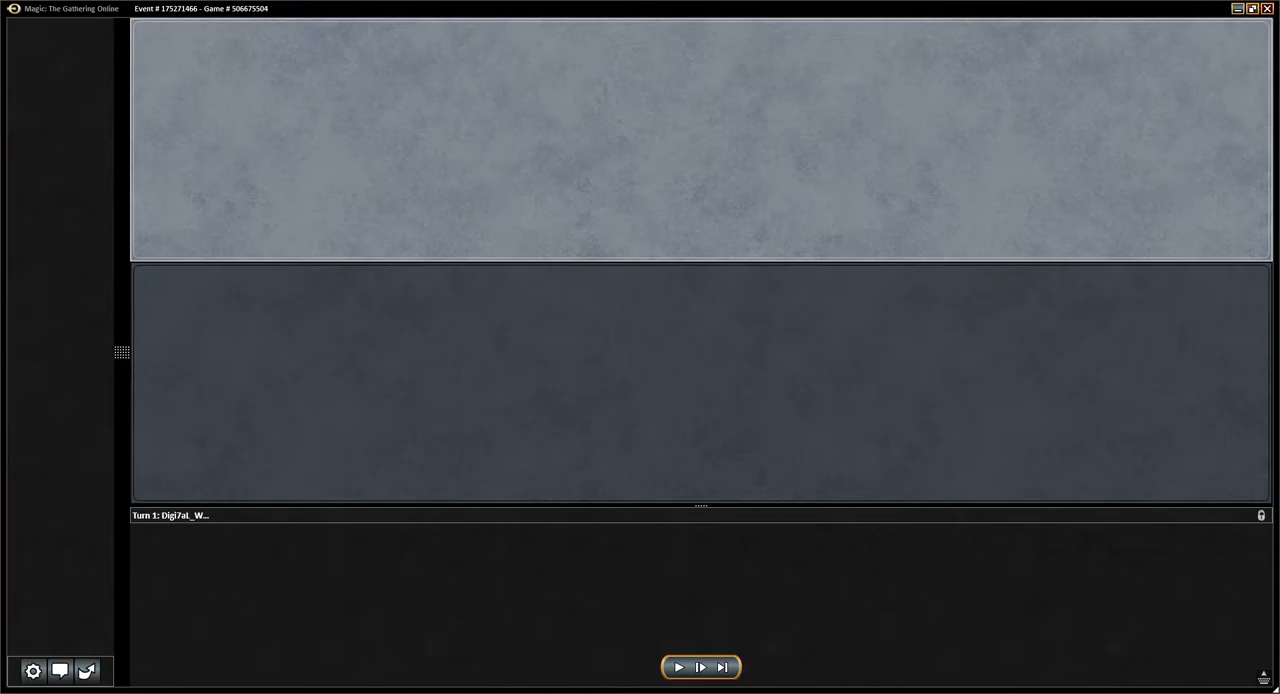 Magic: The Gathering Online Event # 175271466 - Game # 506675504
Turn 1: Digi7aL_W...